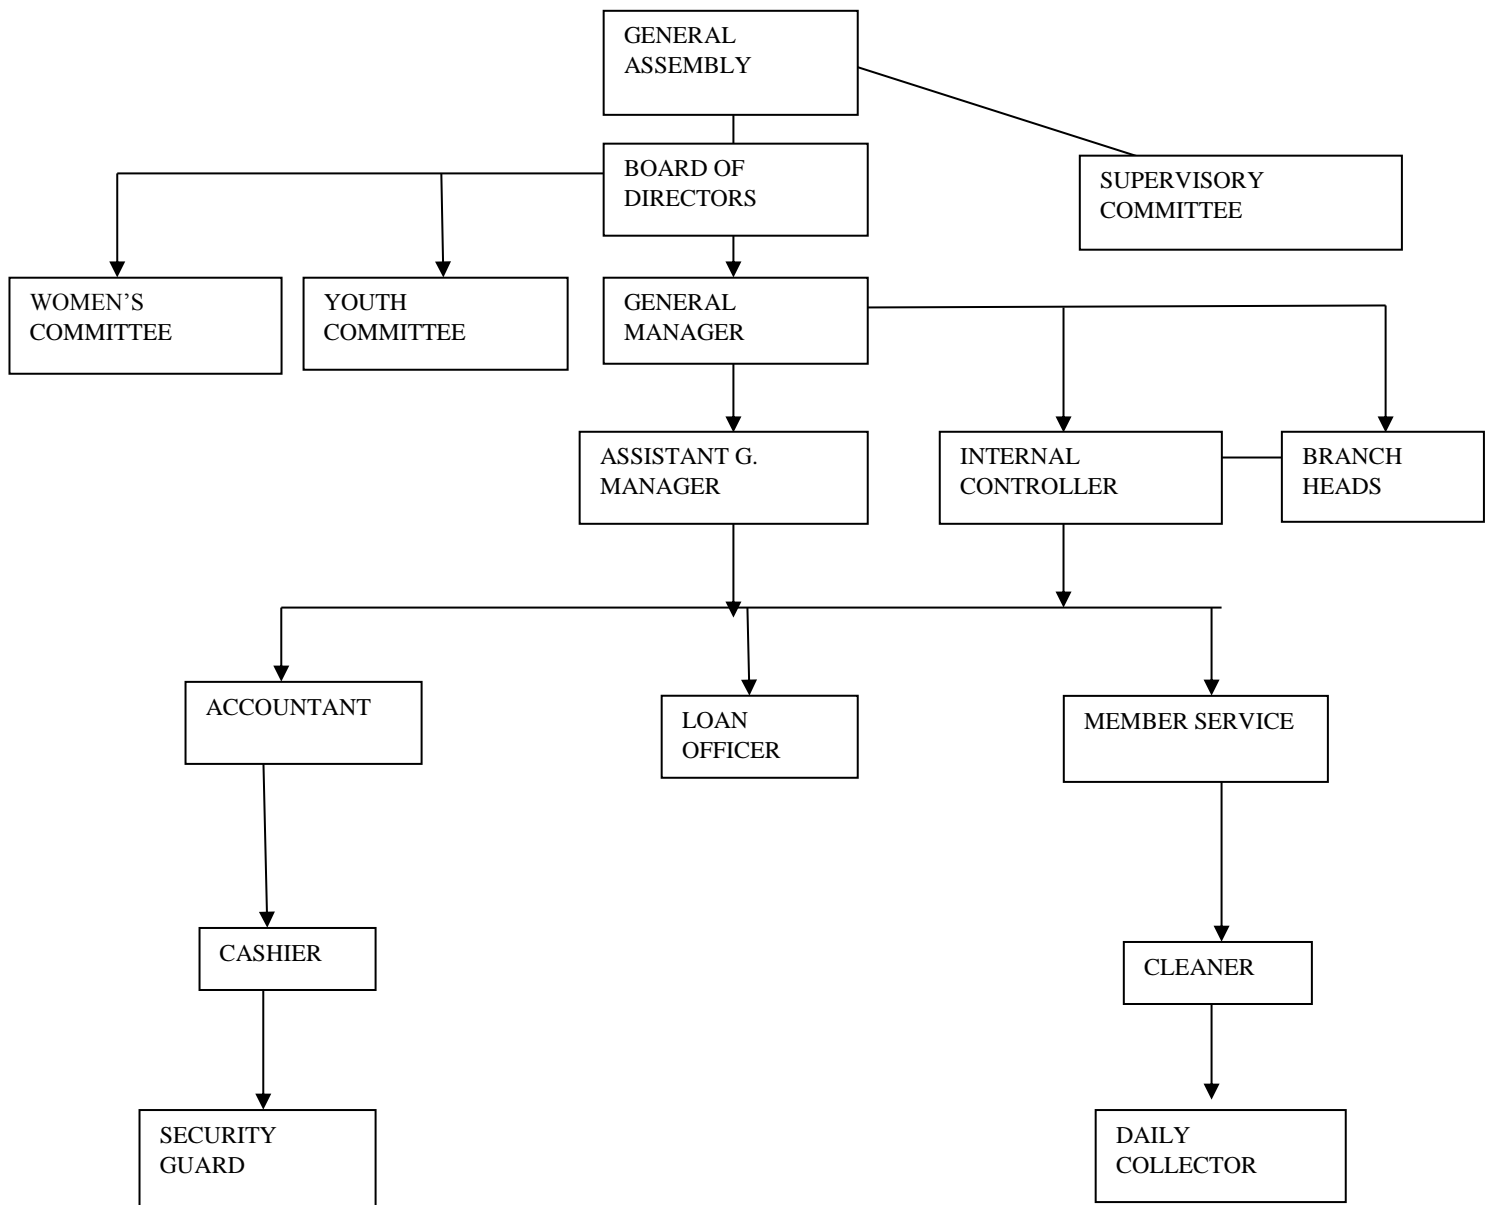 GENERAL
ASSEMBLY
BOARD OF
DIRECTORS
SUPERVISORY
COMMITTEE
WOMEN’S
COMMITTEE
YOUTH
COMMITTEE
GENERAL
MANAGER
ASSISTANT G.
MANAGER
INTERNAL
CONTROLLER
BRANCH
HEADS
ACCOUNTANT
LOAN
OFFICER
MEMBER SERVICE
CASHIER
CLEANER
SECURITY
GUARD
DAILY
COLLECTOR